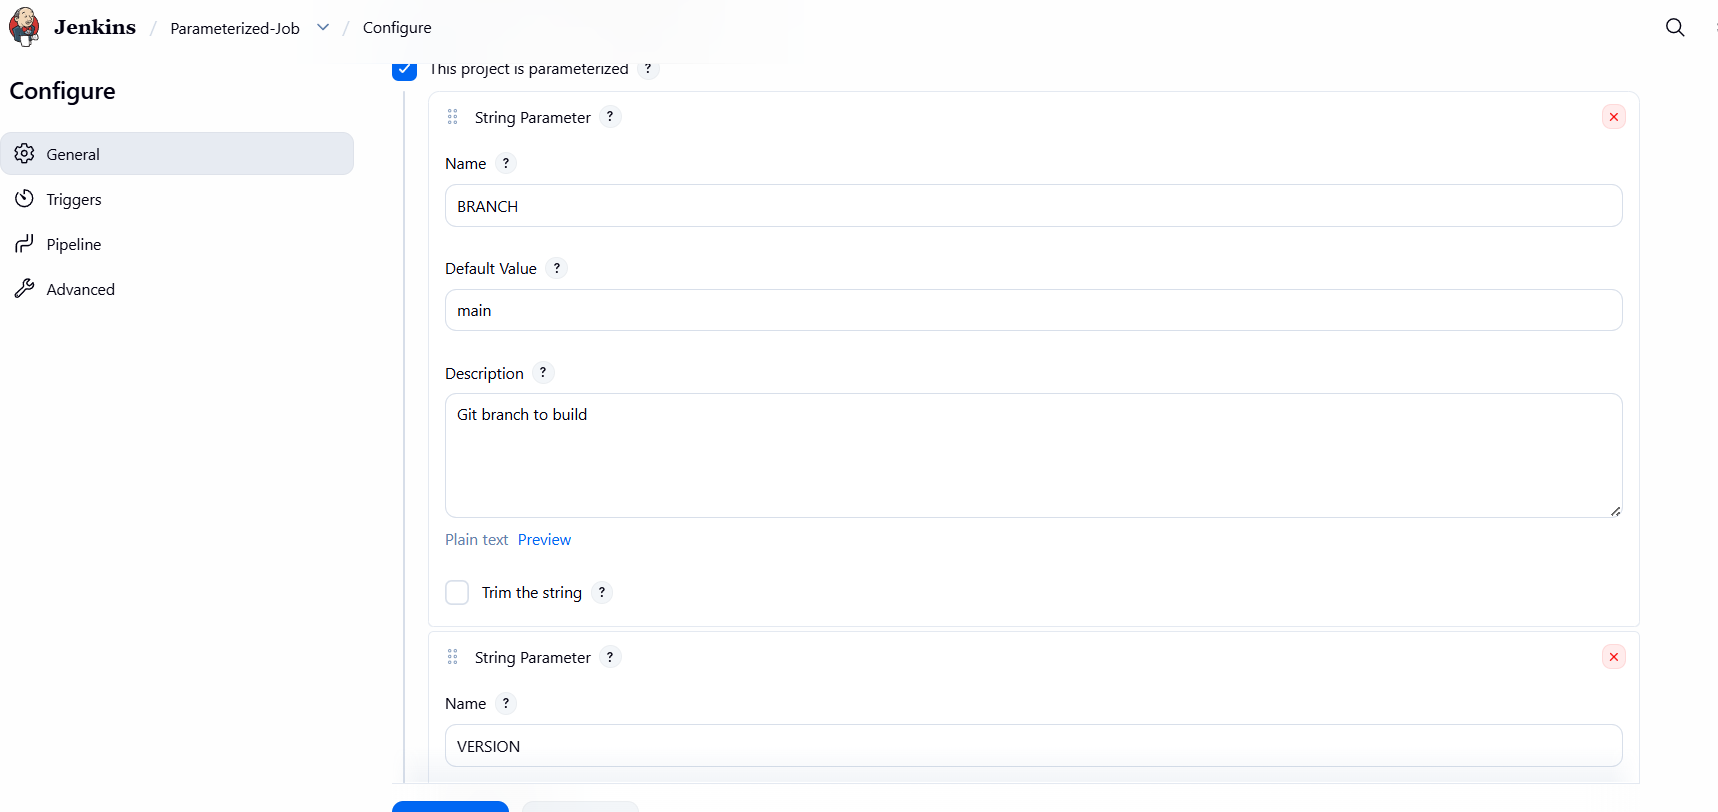 Jenkins / Parameterized-Job / Configure
Configure
General
Triggers
Pipeline
Advanced
This project is parameterized ?
String Parameter ?
Name ?
BRANCH
Default Value ?
main
Description ?
Git branch to build
Plain text Preview
Trim the string ?
String Parameter ?
Name ?
VERSION